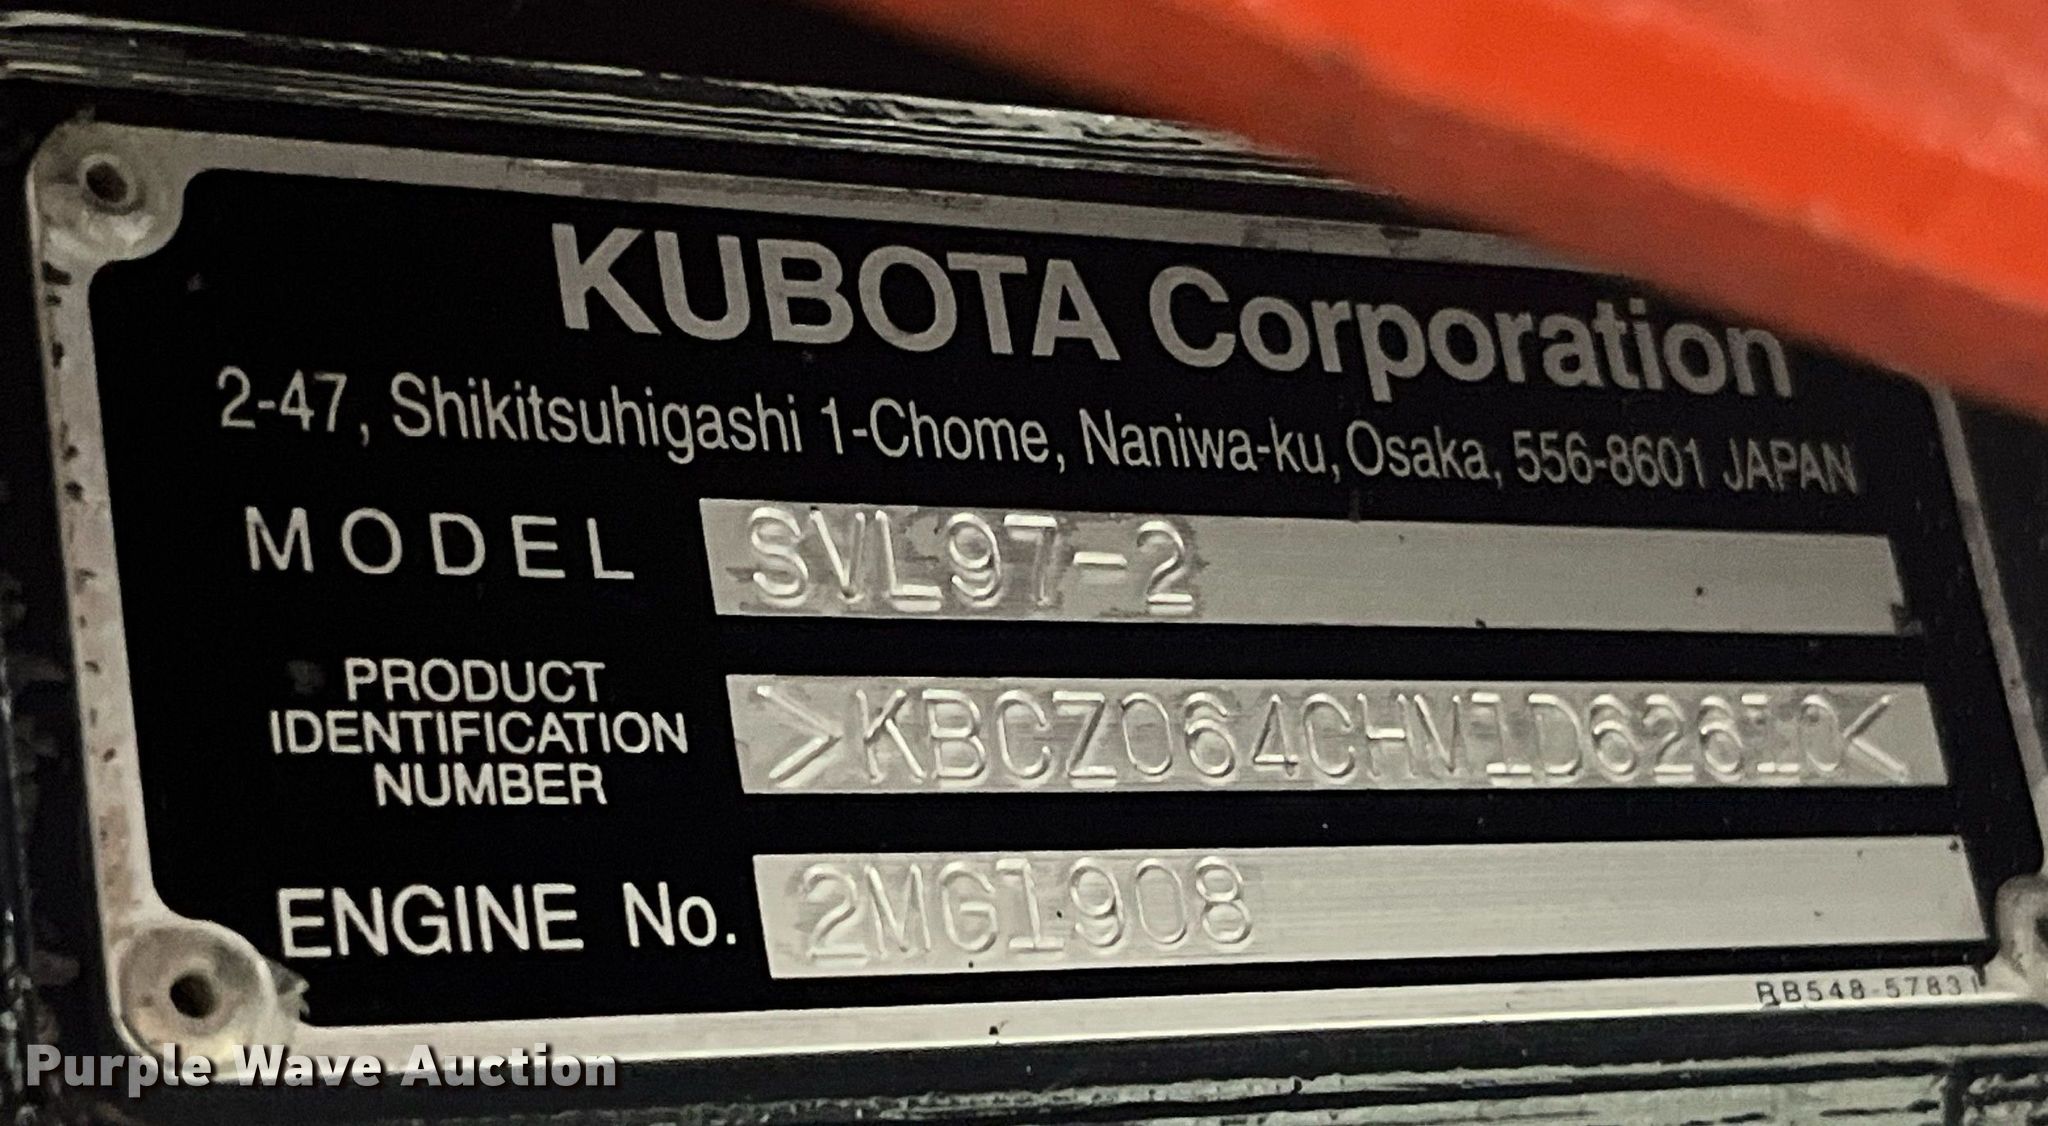 KUBOTA Corporation
2-47, Shikitsuhigashi 1-Chome, Naniwa-ku, Osaka, 556-8601 JAPAN
MODEL SVL97-2
PRODUCT
IDENTIFICATION
NUMBER
>KBCZ064CHN1D62610<
ENGINE No. 2MG1908
RB548-57831
Purple Wave Auction